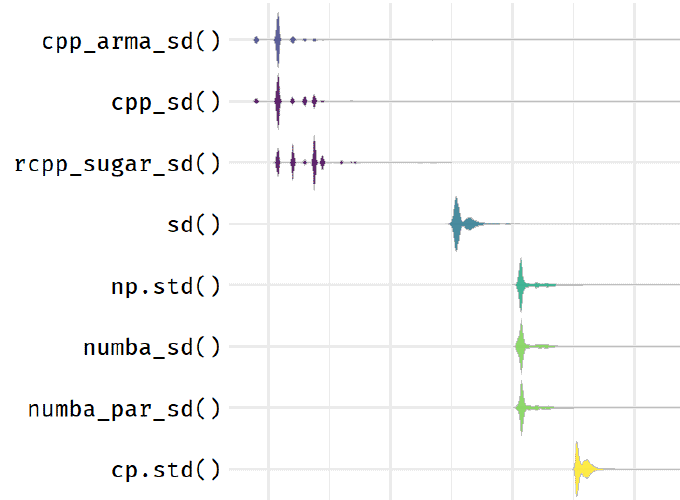 cpp_arma_sd()
cpp_sd()
rcpp_sugar_sd()
sd()
np.std()
numba_sd()
numba_par_sd()
cp.std()